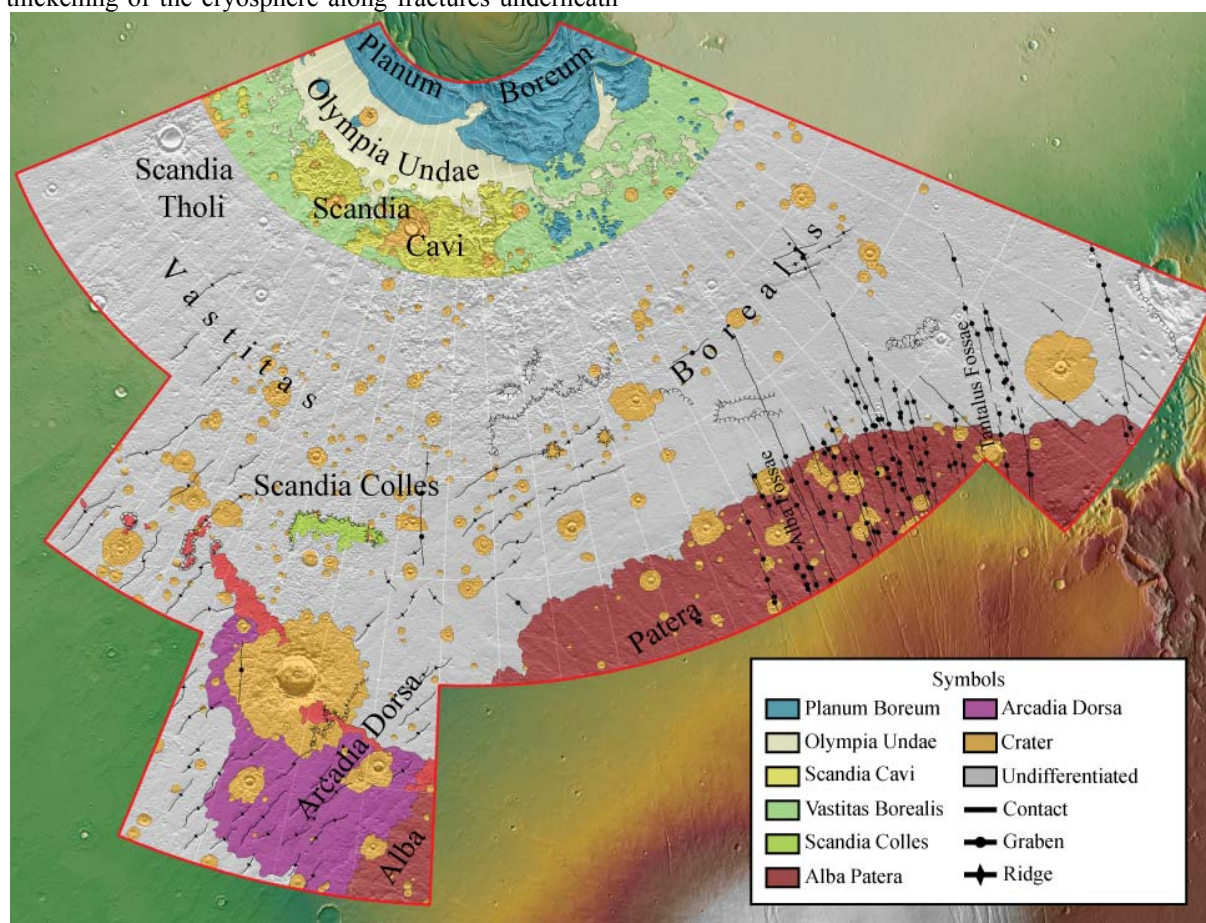 thickening of the cryosphere along fractures underneath
Planum
Boreum
Olympia Undae
Scandia
Tholi
Scandia
Cavi
Vastitas
Borealis
Tantalus Fossae
Scandia Colles
Alba Fossae
Patera
Arcadia Dorsa
Alba
Symbols
Planum Boreum
Olympia Undae
Scandia Cavi
Vastitas Borealis
Scandia Colles
Alba Patera
Arcadia Dorsa
Crater
Undifferentiated
Contact
Graben
Ridge